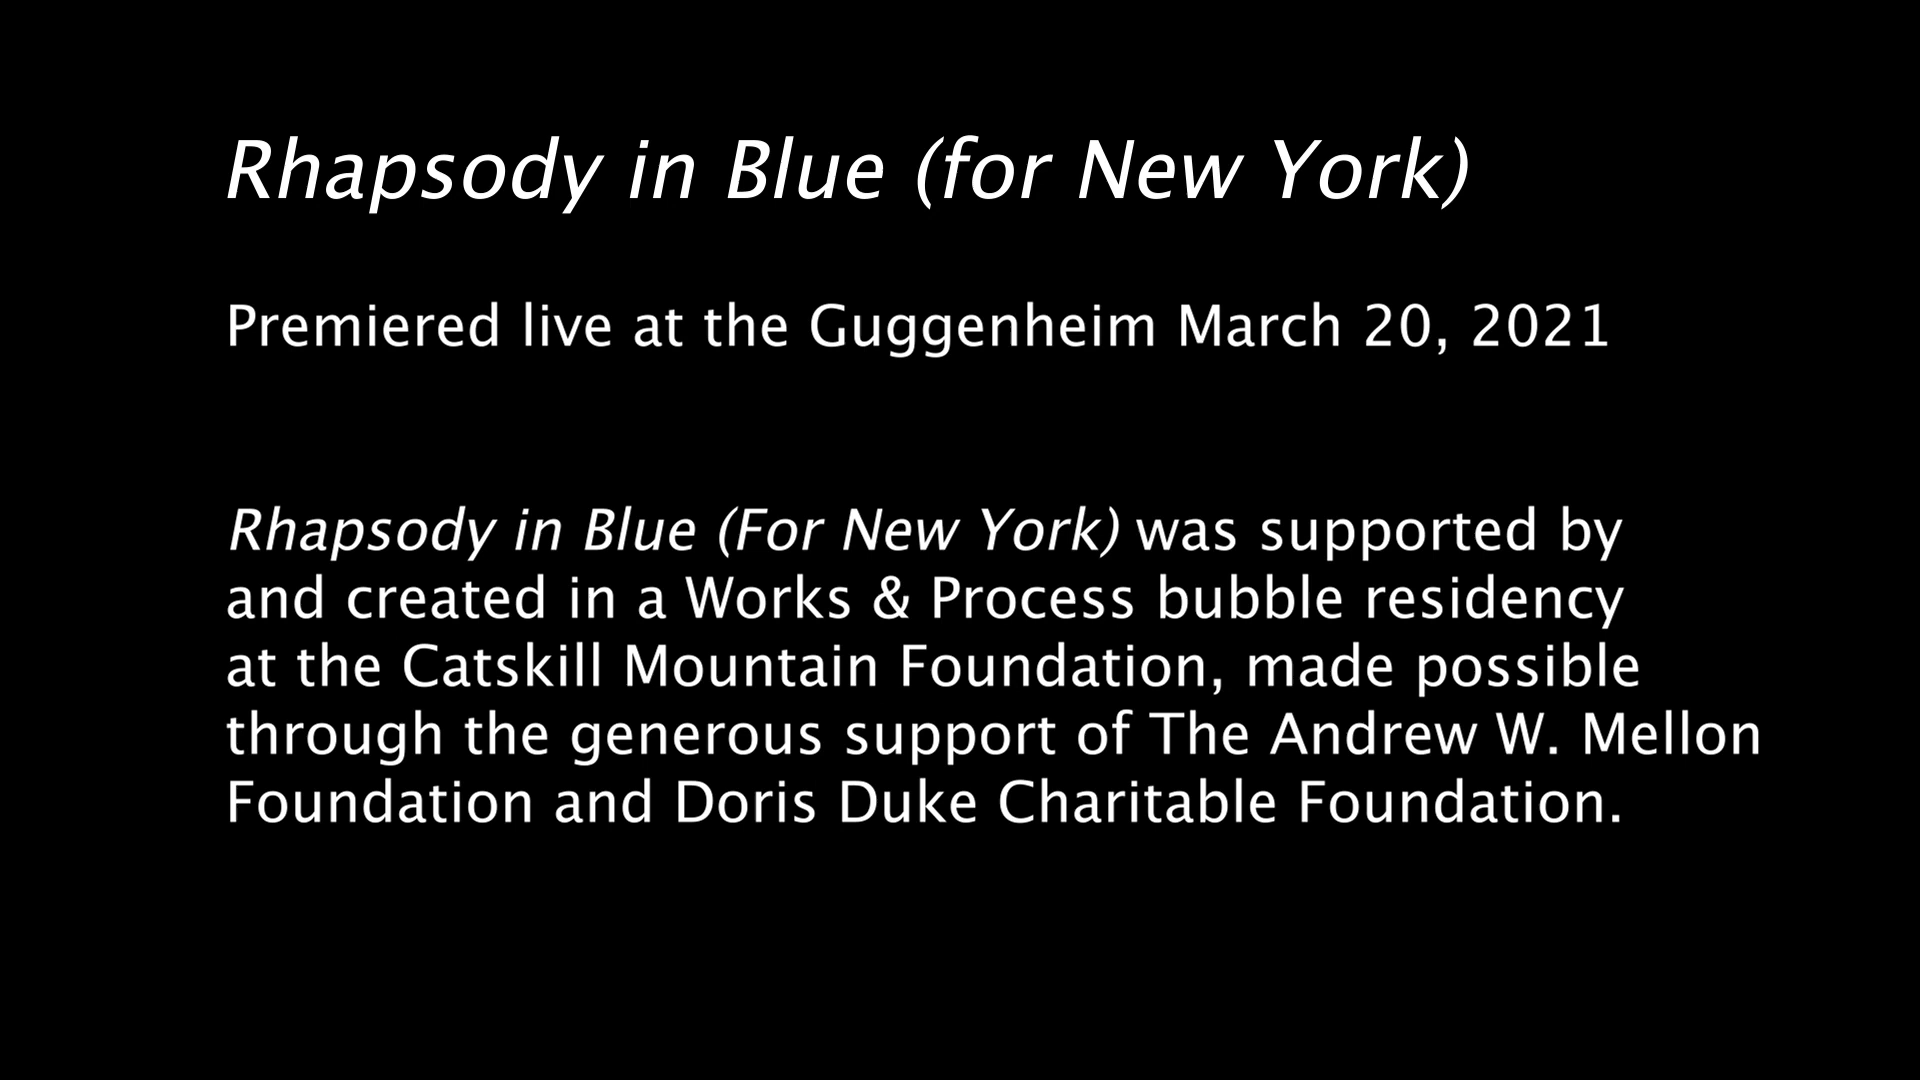 Rhapsody in Blue (for New York)
Premiered live at the Guggenheim March 20, 2021
Rhapsody in Blue (For New York) was supported by
and created in a Works & Process bubble residency
at the Catskill Mountain Foundation, made possible
through the generous support of The Andrew W. Mellon
Foundation and Doris Duke Charitable Foundation.